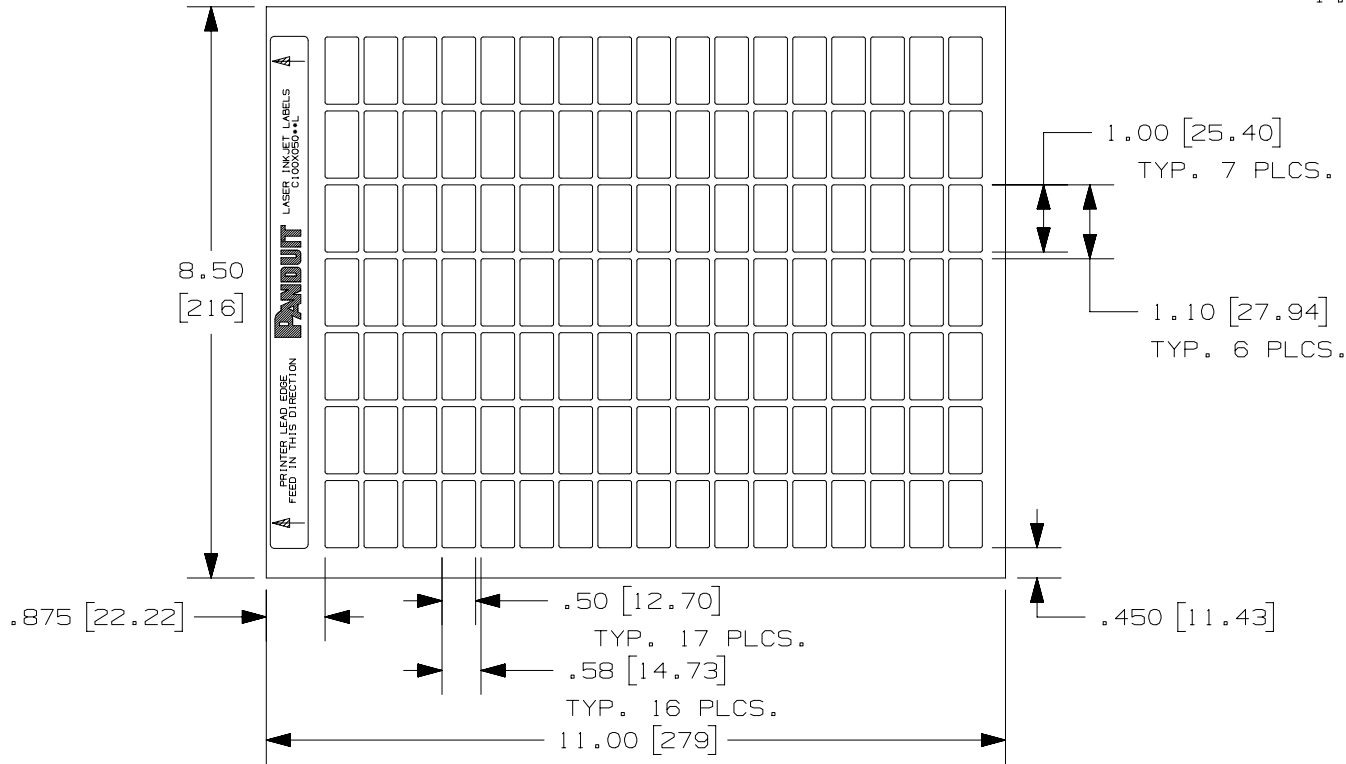 LASER INKJET LABELS
C100X050**L
PANDUIT
PRINTER LEAD EDGE
FEED IN THIS DIRECTION
8.50
[216]
1.00 [25.40]
TYP. 7 PLCS.
1.10 [27.94]
TYP. 6 PLCS.
.875 [22.22]
.50 [12.70]
TYP. 17 PLCS.
.58 [14.73]
TYP. 16 PLCS.
11.00 [279]
.450 [11.43]